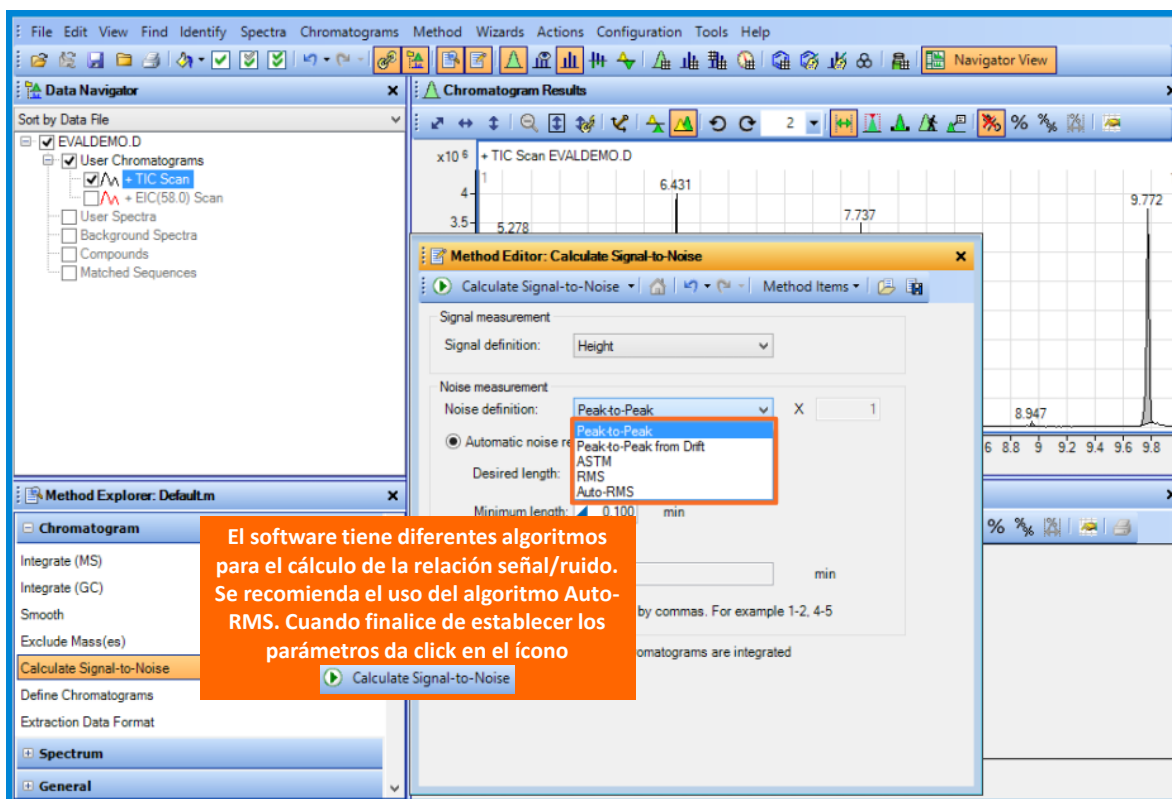 File Edit View Find Identify Spectra Chromatograms Method Wizards Actions Configuration Tools Help
Navigator View
Data Navigator
Sort by Data File
EVALDEMO.D
User Chromatograms
+ TIC Scan
+ EIC(58.0) Scan
User Spectra
Background Spectra
Compounds
Matched Sequences
Chromatogram Results
2
x10 6
+ TIC Scan EVALDEMO.D
1
4
3.5
5.278
6.431
7.737
9.772
8.947
6 8.8 9 9.2 9.4 9.6 9.8
Method Editor: Calculate Signal-to-Noise
Calculate Signal-to-Noise
Method Items
Signal measurement
Signal definition: Height
Noise measurement
Noise definition: Peak-to-Peak X 1
Peak-to-Peak
Peak-to-Peak from Drift
ASTM
RMS
Auto-RMS
Automatic noise re
Desired length:
Minimum length: 0.100 min
min
by commas. For example 1-2, 4-5
omatograms are integrated
Method Explorer: Default.m
Chromatogram
Integrate (MS)
Integrate (GC)
Smooth
Exclude Mass(es)
Calculate Signal-to-Noise
Define Chromatograms
Extraction Data Format
Spectrum
General
El software tiene diferentes algoritmos
para el cálculo de la relación señal/ruido.
Se recomienda el uso del algoritmo Auto-
RMS. Cuando finalice de establecer los
parámetros da click en el ícono
Calculate Signal-to-Noise